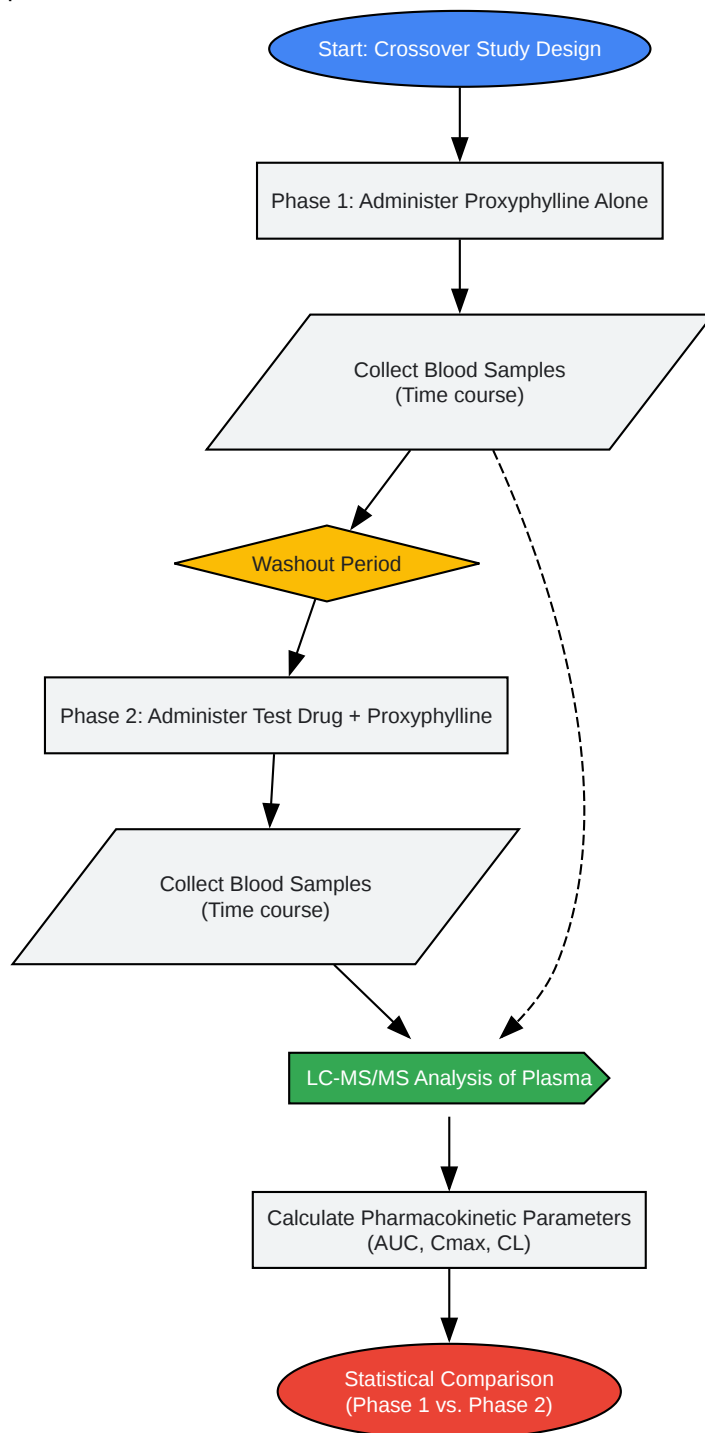 Start: Crossover Study Design
Phase 1: Administer Proxyphylline Alone
Collect Blood Samples
(Time course)
Washout Period
Phase 2: Administer Test Drug + Proxyphylline
Collect Blood Samples
(Time course)
LC-MS/MS Analysis of Plasma
Calculate Pharmacokinetic Parameters
(AUC, Cmax, CL)
Statistical Comparison
(Phase 1 vs. Phase 2)